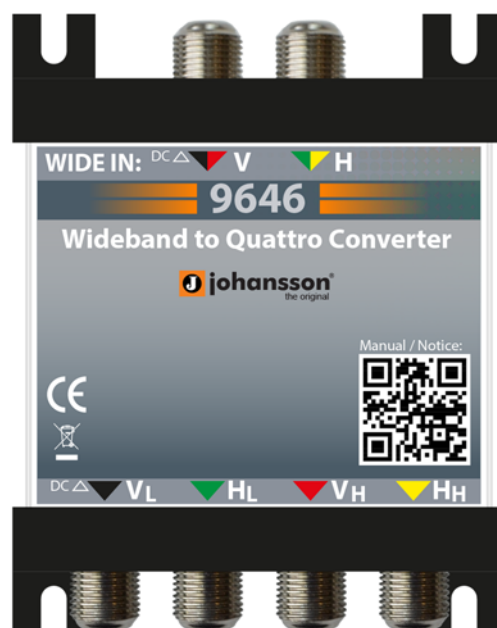 WIDE IN: DC △ V H
9646
Wideband to Quattro Converter
J johansson®
the original
Manual / Notice:
CE
DC △ VL HL VH HH